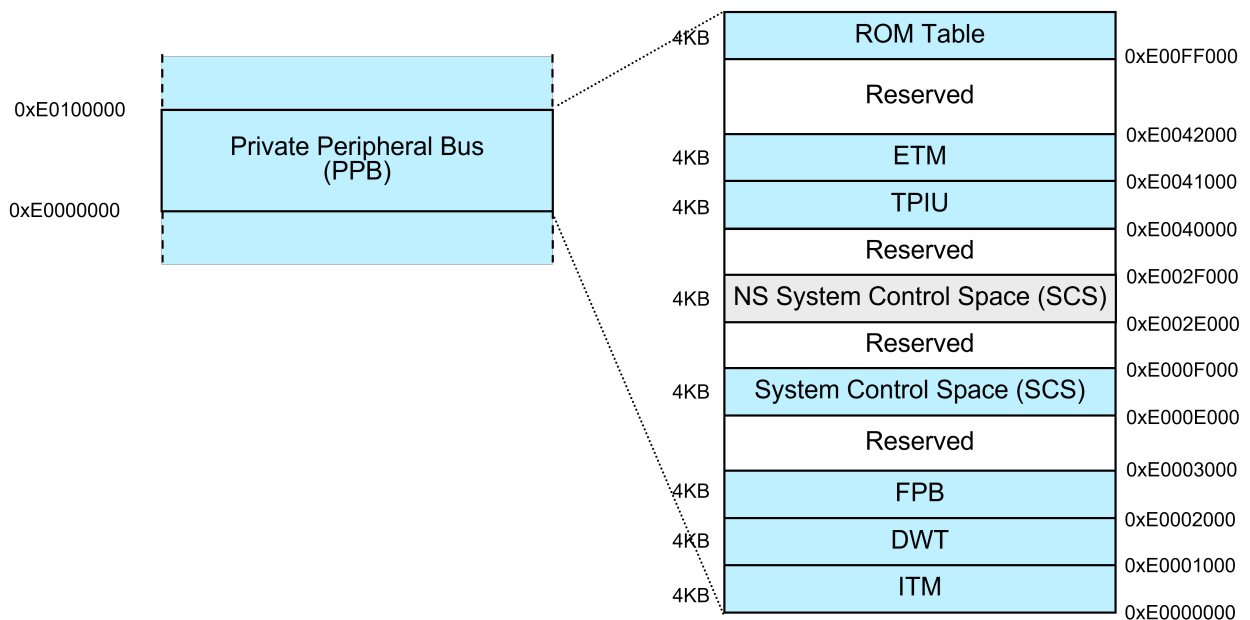 4KB ROM Table
0xE00FF000
Reserved
0xE0100000
0xE0042000
Private Peripheral Bus
(PPB)
4KB ETM
0xE0041000
4KB TPIU
0xE0000000
0xE0040000
Reserved
0xE002F000
4KB NS System Control Space (SCS)
0xE002E000
Reserved
0xE000F000
4KB System Control Space (SCS)
0xE000E000
Reserved
0xE0003000
4KB FPB
0xE0002000
4KB DWT
0xE0001000
4KB ITM
0xE0000000